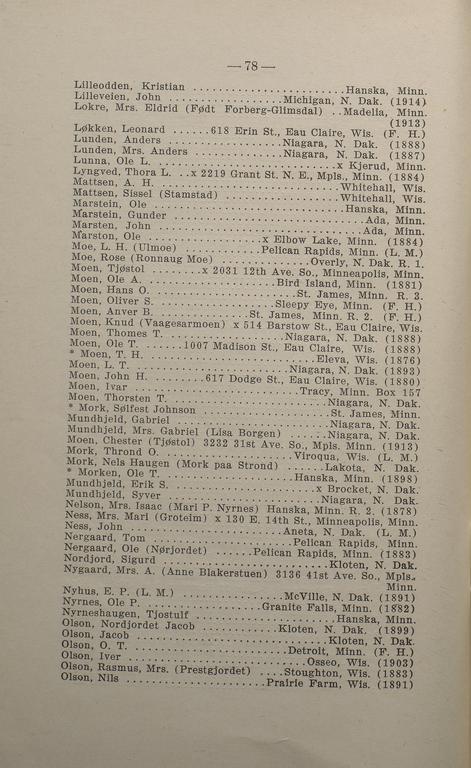 — 78 —
Lilleodden, Kristian ......................Hanska, Minn.
Lilleveien, John .................Michigan, N. Dak. (1914)
Lokre, Mrs. Eldrid (Født Forberg-Glimsdal) ..Madelia, Minn.
(1913)
Løkken, Leonard ......618 Erin St., Eau Claire, Wis. (F. H.)
Lunden, Anders ..................Niagara, N. Dak. (1888)
Lunden, Mrs. Anders .............Niagara, N. Dak. (1887)
Lunna, Ole L. ..............................x Kjerud, Minn.
Lyngved, Thora L. ..x 2219 Grant St. N. E., Mpls., Minn. (1884)
Mattsen, A. H. ...........................Whitehall, Wis.
Mattsen, Sissel (Stamstad) .................Whitehall, Wis.
Marstein, Ole ............................Hanska, Minn.
Marstein, Gunder ............................Ada, Minn.
Marsten, John ...............................Ada, Minn.
Marston, Ole ................x Elbow Lake, Minn. (1884)
Moe, L. H. (Ulmoe) ............Pelican Rapids, Minn. (L. M.)
Moe, Rose (Ronnaug Moe) .............Overly, N. Dak. R. 1.
Moen, Tjøstol ........x 2031 12th Ave. So., Minneapolis, Minn.
Moen, Ole A. ...................Bird Island, Minn. (1881)
Moen, Hans O. .....................St. James, Minn. R. 3.
Moen, Oliver S. .................Sleepy Eye, Minn. (F. H.)
Moen, Anver B. ..............St. James, Minn. R. 2. (F. H.)
Moen, Knud (Vaagesarmoen) x 514 Barstow St., Eau Claire, Wis.
Moen, Thomes T. ..................Niagara, N. Dak. (1888)
Moen, Ole T. ......1007 Madison St., Eau Claire, Wis. (1888)
* Moen, T. H. .........................Eleva, Wis. (1876)
Moen, L. T. ......................Niagara, N. Dak. (1893)
Moen, John H. ........617 Dodge St., Eau Claire, Wis. (1880)
Moen, Ivar .........................Tracy, Minn. Box 157
Moen, Thorsten T. .......................Niagara, N. Dak.
* Mork, Sølfest Johnson ...................St. James, Minn.
Mundhjeld, Gabriel .......................Niagara, N. Dak.
Mundhjeld, Mrs. Gabriel (Lisa Borgen) ......Niagara, N. Dak.
Moen, Chester (Tjøstol) 3232 31st Ave. So., Mpls. Minn. (1913)
Mork, Thrond O. ....................Viroqua, Wis. (L. M.)
Mork, Nels Haugen (Mork paa Strond) ......Lakota, N. Dak.
* Morken, Ole T. ...................Hanska, Minn. (1898)
Mundhjeld, Erik S. ......................x Brocket, N. Dak.
Mundhjeld, Syver .......................Niagara, N. Dak.
Nelson, Mrs. Isaac (Mari P. Nyrnes) Hanska, Minn. R. 2. (1878)
Ness, Mrs. Mari (Groteim) x 130 E. 14th St., Minneapolis, Minn.
Ness, John .......................Aneta, N. Dak. (L. M.)
Nergaard, Tom .....................Pelican Rapids, Minn.
Nergaard, Ole (Nørjordet) ......Pelican Rapids, Minn. (1883)
Nordjord, Sigurd ........................Kloten, N. Dak.
Nygaard, Mrs. A. (Anne Blakerstuen) 3136 41st Ave. So., Mpls.,
Minn.
Nyhus, E. P. (L. M.) ................McVille, N. Dak. (1891)
Nyrnes, Ole P. ..................Granite Falls, Minn. (1882)
Nyrneshaugen, Tjostulf .....................Hanska, Minn.
Olson, Nordjordet Jacob ............Kloten, N. Dak. (1899)
Olson, Jacob ............................Kloten, N. Dak.
Olson, O. T. .......................Detroit, Minn. (F. H.)
Olson, Iver ..........................Osseo, Wis. (1903)
Olson, Rasmus, Mrs. (Prestgjordet) ....Stoughton, Wis. (1883)
Olson, Nils ....................Prairie Farm, Wis. (1891)